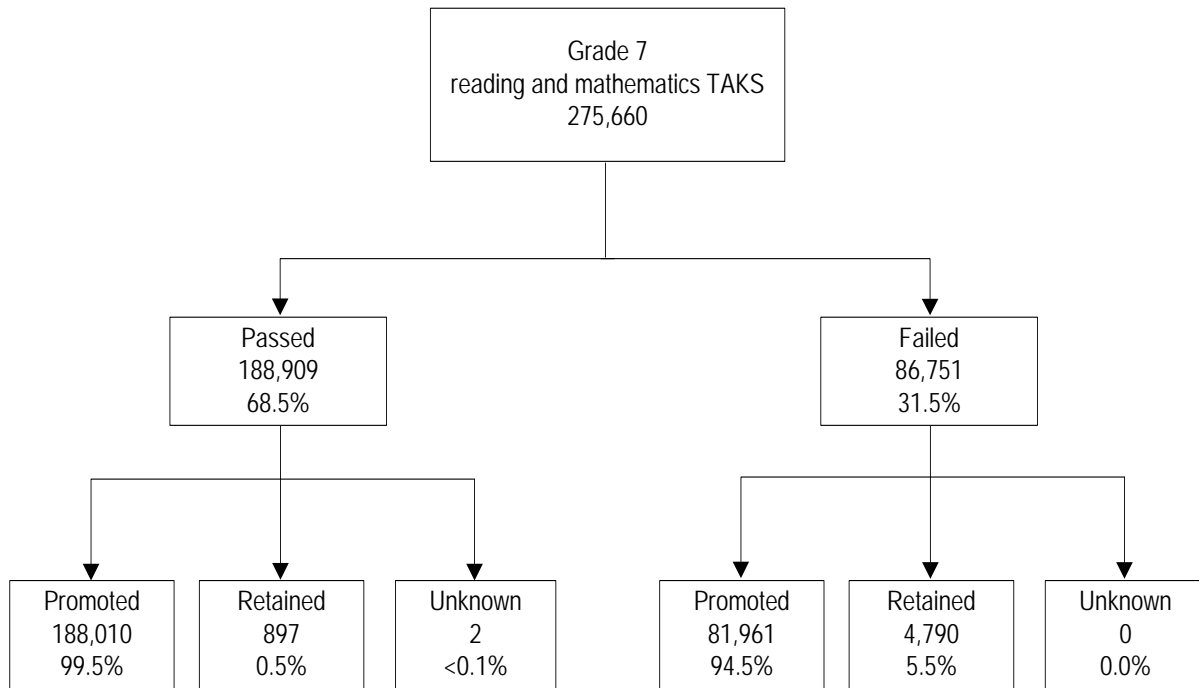 Grade 7
reading and mathematics TAKS
275,660
Passed
188,909
68.5%
Failed
86,751
31.5%
Promoted
188,010
99.5%
Retained
897
0.5%
Unknown
2
<0.1%
Promoted
81,961
94.5%
Retained
4,790
5.5%
Unknown
0
0.0%